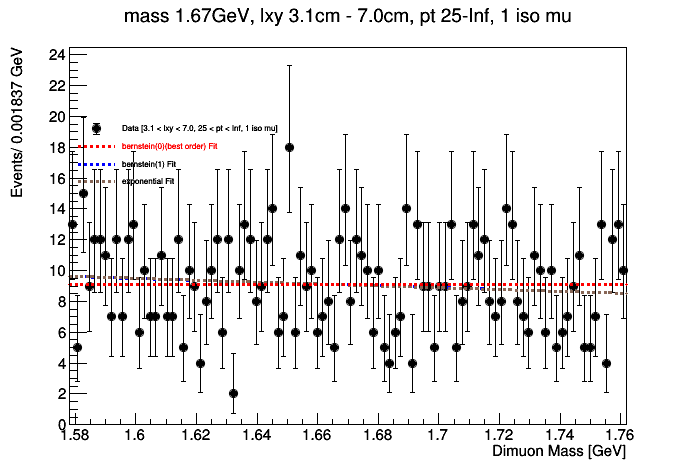 mass 1.67GeV, lxy 3.1cm - 7.0cm, pt 25-Inf, 1 iso mu
Events/ 0.001837 GeV
24
22
20
18
16
14
12
10
8
6
4
2
0
Data [3.1 < lxy < 7.0, 25 < pt < Inf, 1 iso mu]
bernstein(0)(best order) Fit
bernstein(1) Fit
exponential Fit
1.58 1.6 1.62 1.64 1.66 1.68 1.7 1.72 1.74 1.76
Dimuon Mass [GeV]